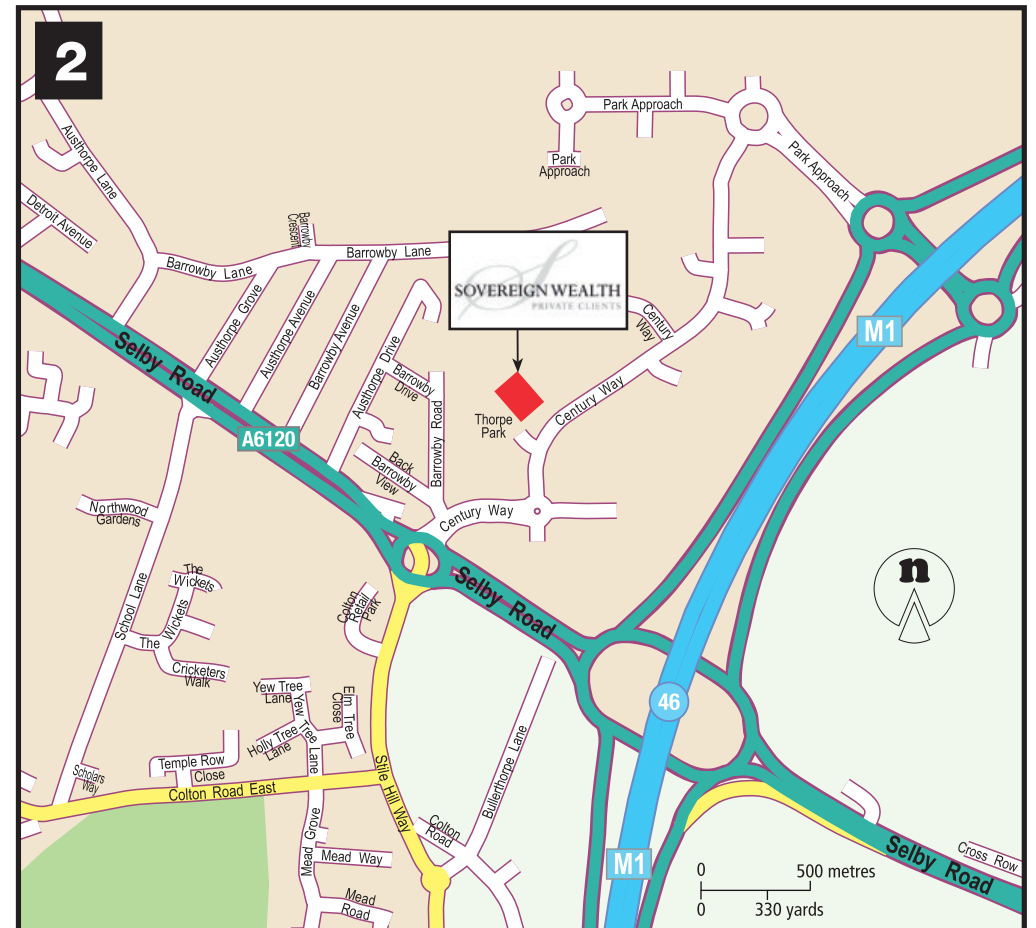 2
Park Approach
Park
Approach
Park Approach
Austhorpe Lane
Detroit Avenue
Barrowby
Crescent
Barrowby Lane
Barrowby Lane
SOVEREIGN WEALTH
PRIVATE CLIENTS
Century
Way
M1
Austhorpe Grove
Austhorpe Avenue
Barrowby Avenue
Austhorpe Drive
Barrowby
Drive
Barrowby Road
Selby Road
A6120
Thorpe
Park
Century Way
Back
Barrowby
View
Century Way
Northwood
Gardens
School Lane
The
Wickets
The Wickets
Cricketers
Walk
Colton
Retail
Park
Selby Road
n
Yew Tree
Lane
Yew Tree Lane
Elm Tree
Close
Holly Tree
Lane
46
Temple Row
Close
Scholars
Way
Colton Road East
Stile Hill Way
Bullerthorpe Lane
Colton
Road
Mead Grove
Mead Way
Mead
Road
M1
Selby Road
Cross Row
0 500 metres
0 330 yards